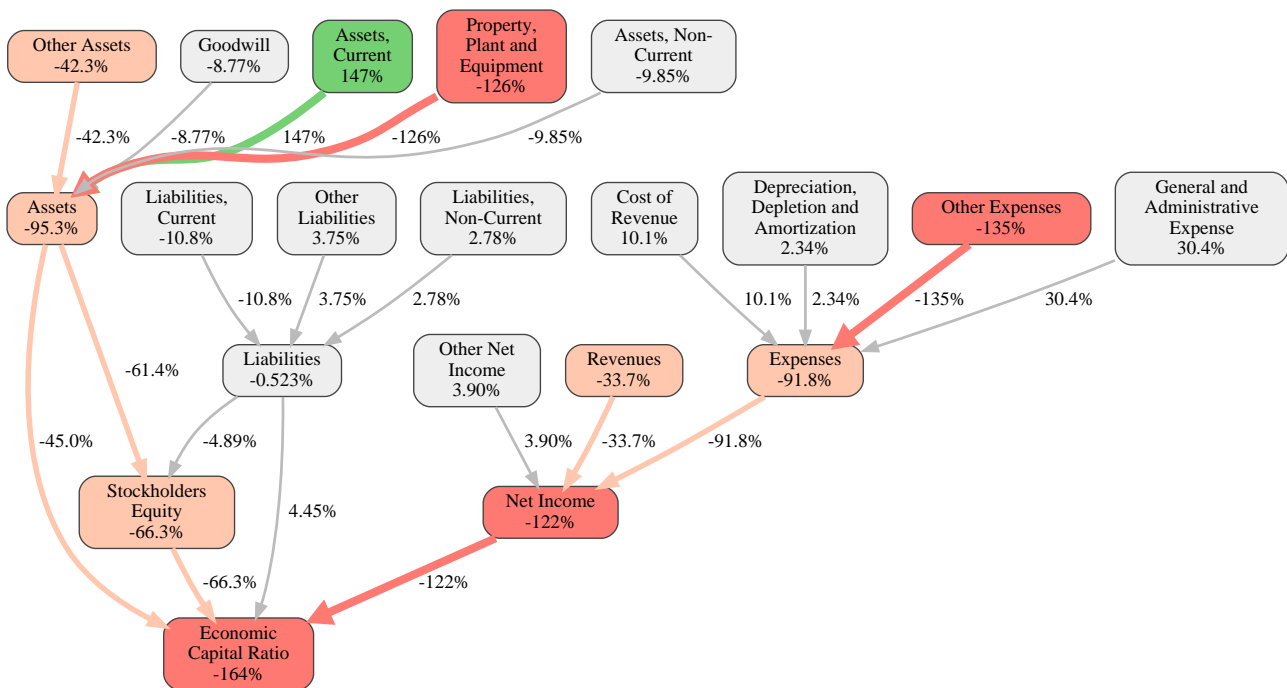 Other Assets
-42.3%
Goodwill
-8.77%
Assets,
Current
147%
Property,
Plant and
Equipment
-126%
Assets, Non-
Current
-9.85%
-42.3%
-8.77%
147%
-126%
-9.85%
Assets
-95.3%
Liabilities,
Current
-10.8%
Other
Liabilities
3.75%
Liabilities,
Non-Current
2.78%
Cost of
Revenue
10.1%
Depreciation,
Depletion and
Amortization
2.34%
Other Expenses
-135%
General and
Administrative
Expense
30.4%
-10.8%
3.75%
2.78%
10.1%
2.34%
-135%
30.4%
Liabilities
-0.523%
Other Net
Income
3.90%
Revenues
-33.7%
Expenses
-91.8%
-61.4%
-45.0%
-4.89%
3.90%
-33.7%
-91.8%
Stockholders
Equity
-66.3%
4.45%
Net Income
-122%
-66.3%
-122%
Economic
Capital Ratio
-164%